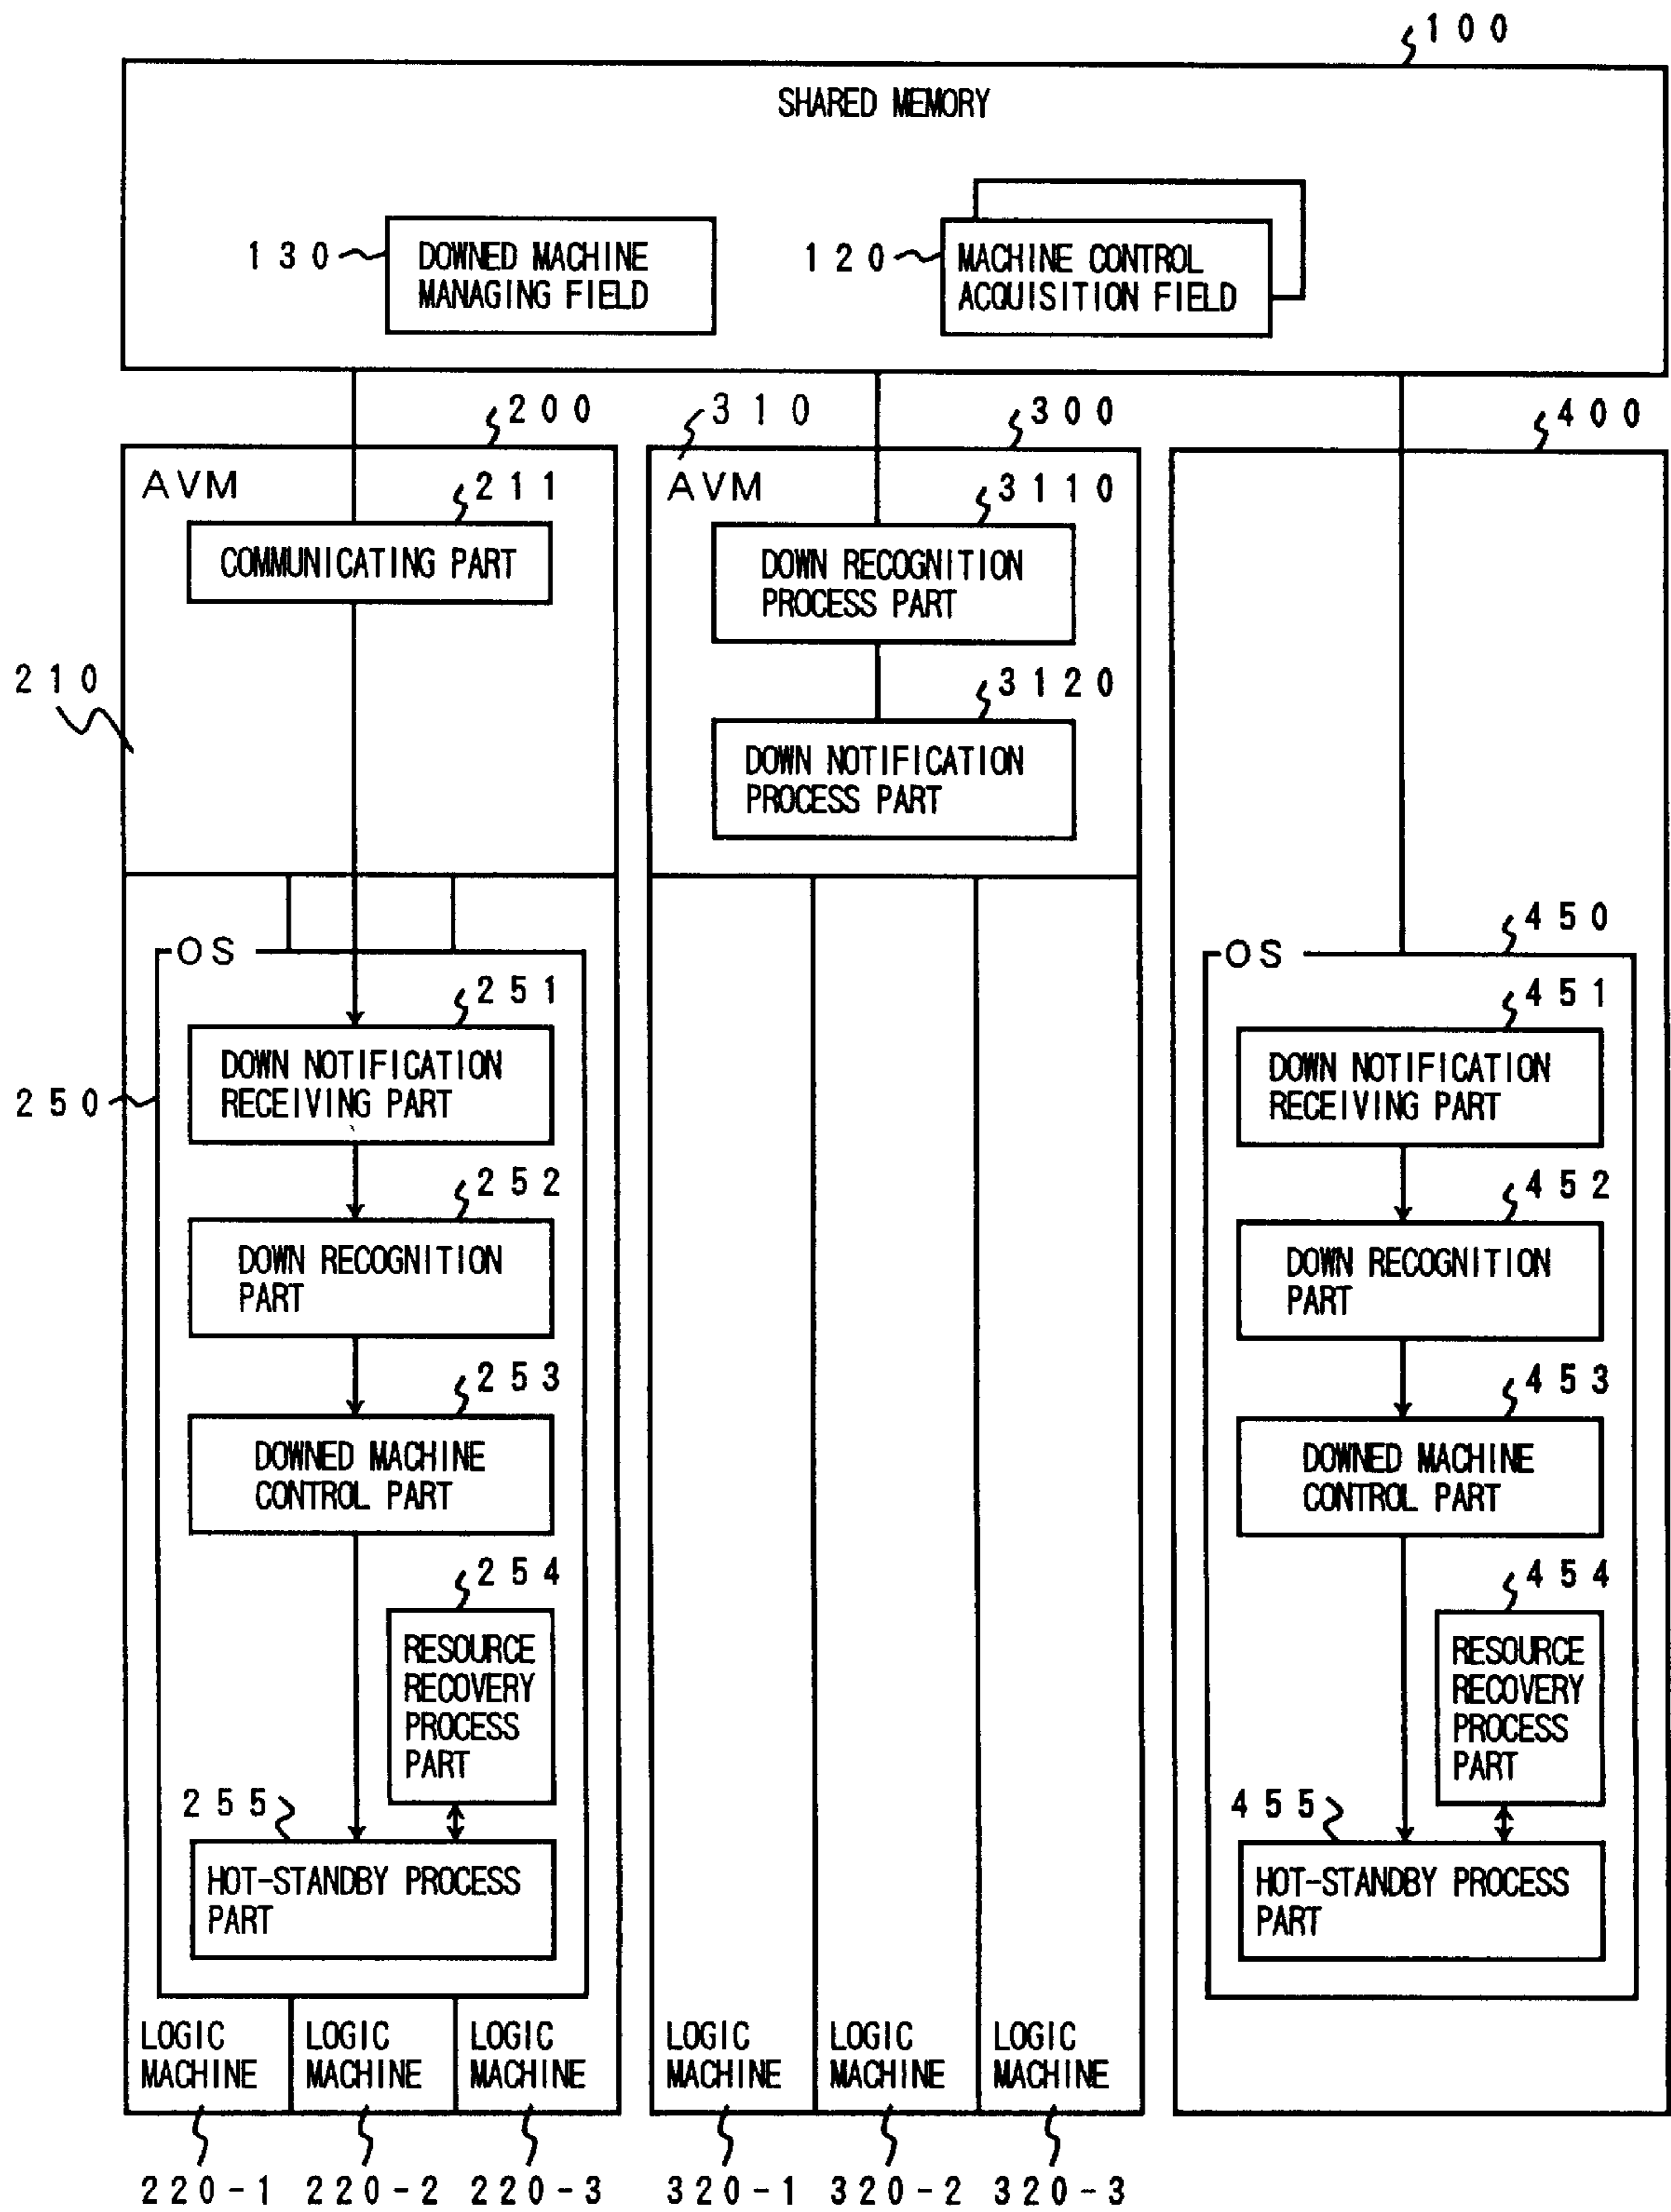 100
SHARED MEMORY
130
DOWNED MACHINE
MANAGING FIELD
120
MACHINE CONTROL
ACQUISITION FIELD
200
310
300
400
AVM
211
COMMUNICATING PART
210
AVM
3110
DOWN RECOGNITION
PROCESS PART
3120
DOWN NOTIFICATION
PROCESS PART
OS
250
251
DOWN NOTIFICATION
RECEIVING PART
252
DOWN RECOGNITION
PART
253
DOWNED MACHINE
CONTROL PART
254
RESOURCE
RECOVERY
PROCESS
PART
255
HOT-STANDBY PROCESS
PART
450
OS
451
DOWN NOTIFICATION
RECEIVING PART
452
DOWN RECOGNITION
PART
453
DOWNED MACHINE
CONTROL PART
454
RESOURCE
RECOVERY
PROCESS
PART
455
HOT-STANDBY PROCESS
PART
LOGIC
MACHINE
LOGIC
MACHINE
LOGIC
MACHINE
LOGIC
MACHINE
LOGIC
MACHINE
LOGIC
MACHINE
220-1
220-2
220-3
320-1
320-2
320-3